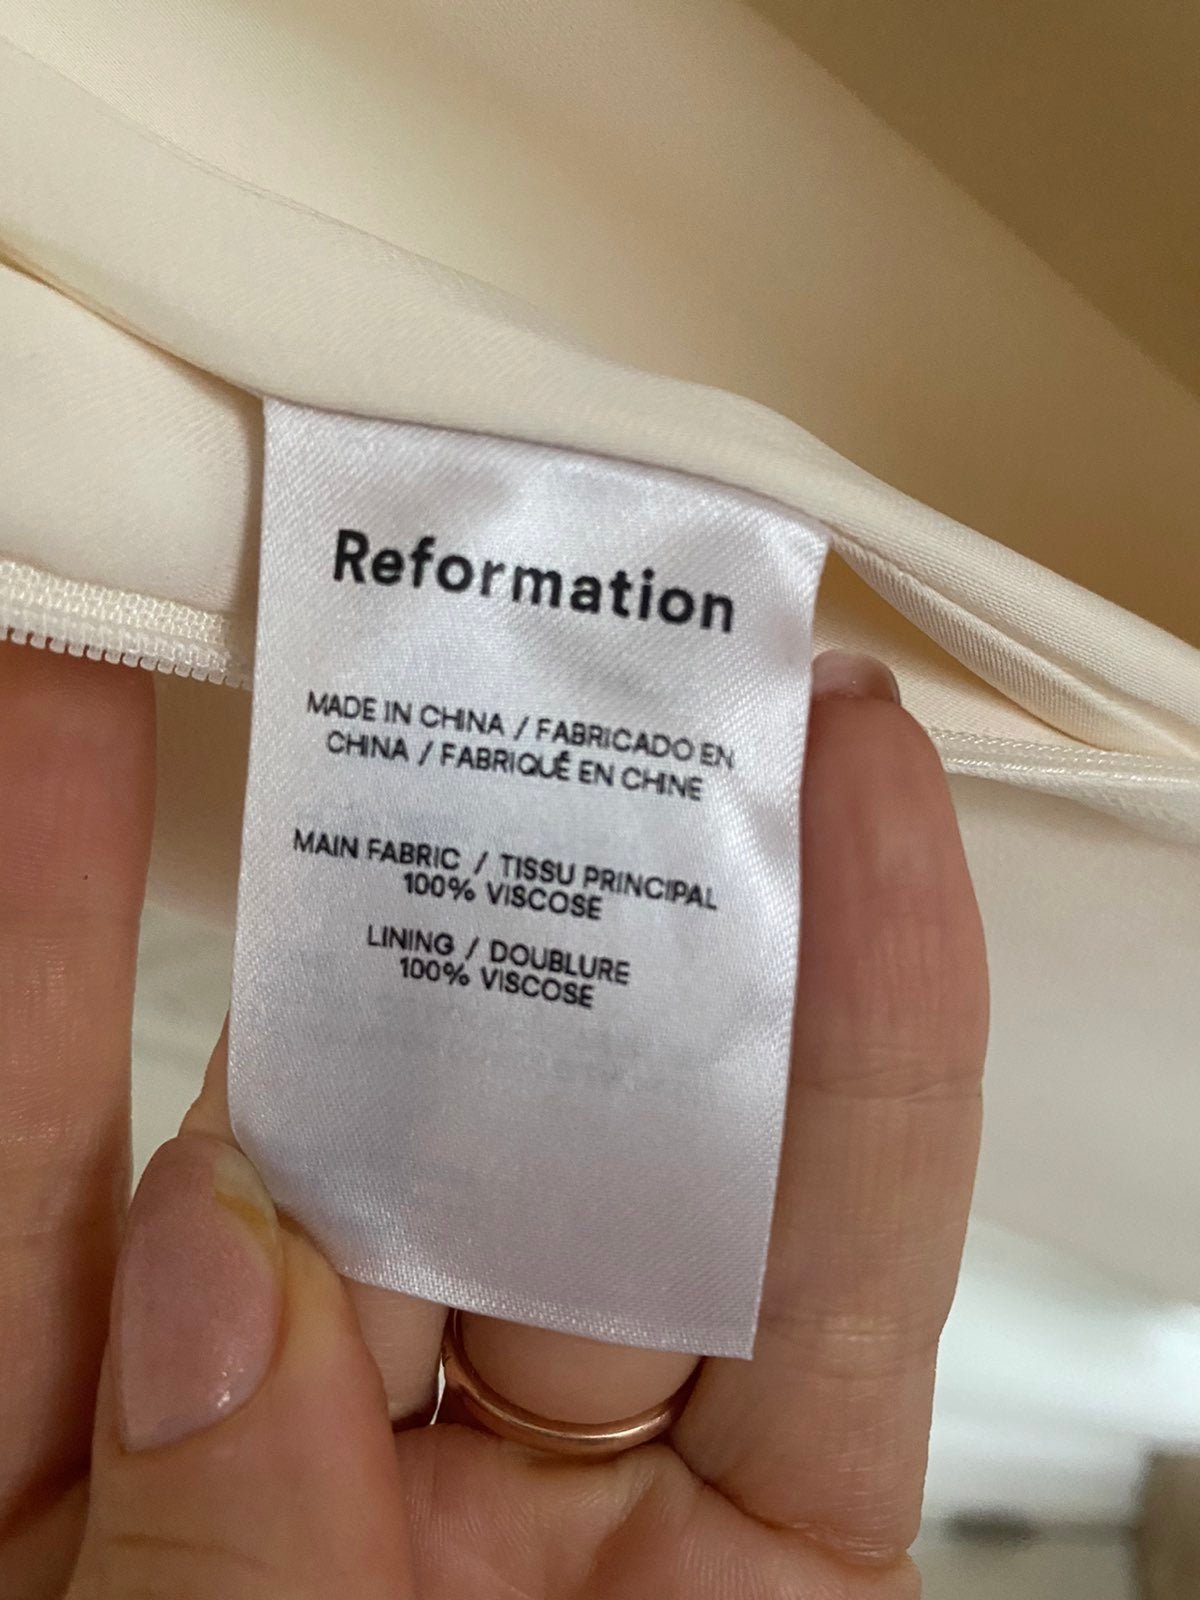 Reformation
MADE IN CHINA / FABRICADO EN
CHINA / FABRIQUÉ EN CHINE
MAIN FABRIC / TISSU PRINCIPAL
100% VISCOSE
LINING / DOUBLURE
100% VISCOSE